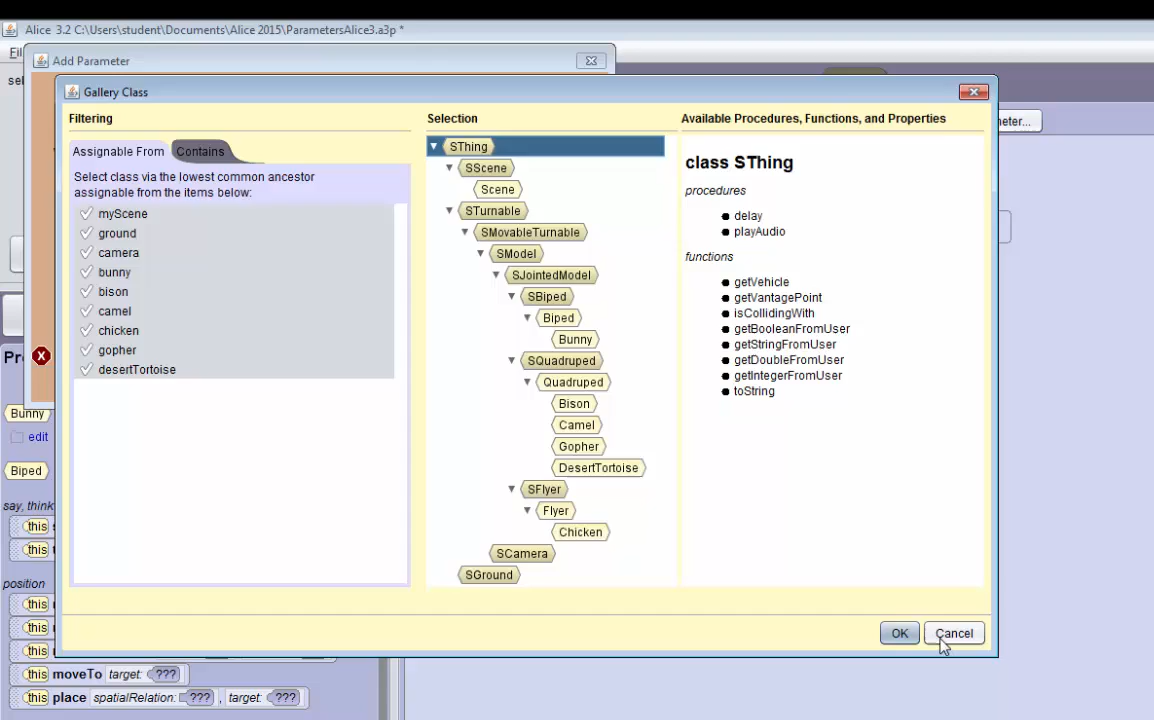 Alice 3.2 C:\Users\student\Documents\Alice 2015\ParametersAlice3.a3p *
Fil
Add Parameter
sel
Gallery Class
Filtering
Selection
Available Procedures, Functions, and Properties
meter...
Assignable From
Contains
Select class via the lowest common ancestor
assignable from the items below:
myScene
ground
camera
bunny
bison
camel
chicken
gopher
desertTortoise
SThing
SScene
Scene
STurnable
SMovableTurnable
SModel
SJointedModel
SBiped
Biped
Bunny
SQuadruped
Quadruped
Bison
Camel
Gopher
DesertTortoise
SFlyer
Flyer
Chicken
SCamera
SGround
class SThing
procedures
delay
playAudio
functions
getVehicle
getVantagePoint
isCollidingWith
getBooleanFromUser
getStringFromUser
getDoubleFromUser
getIntegerFromUser
toString
Pr
X
Bunny
edit
Biped
say, think
this s
this t
position
this
this
this
this moveTo target: ???
this place spatialRelation: ??? , target: ???
OK
Cancel